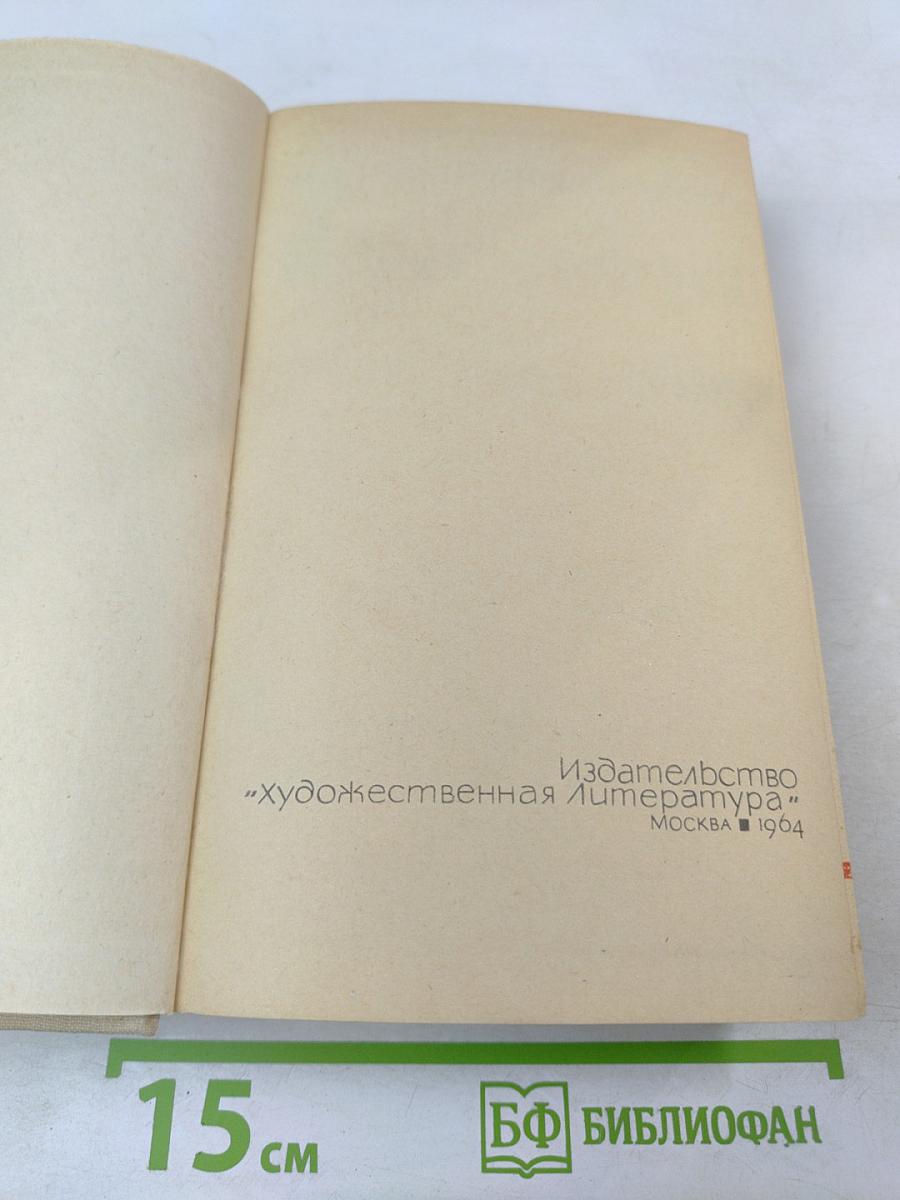 Издательство
"Художественная Литература"
Москва ■ 1964
15 см
БФ БИБЛИОФАН